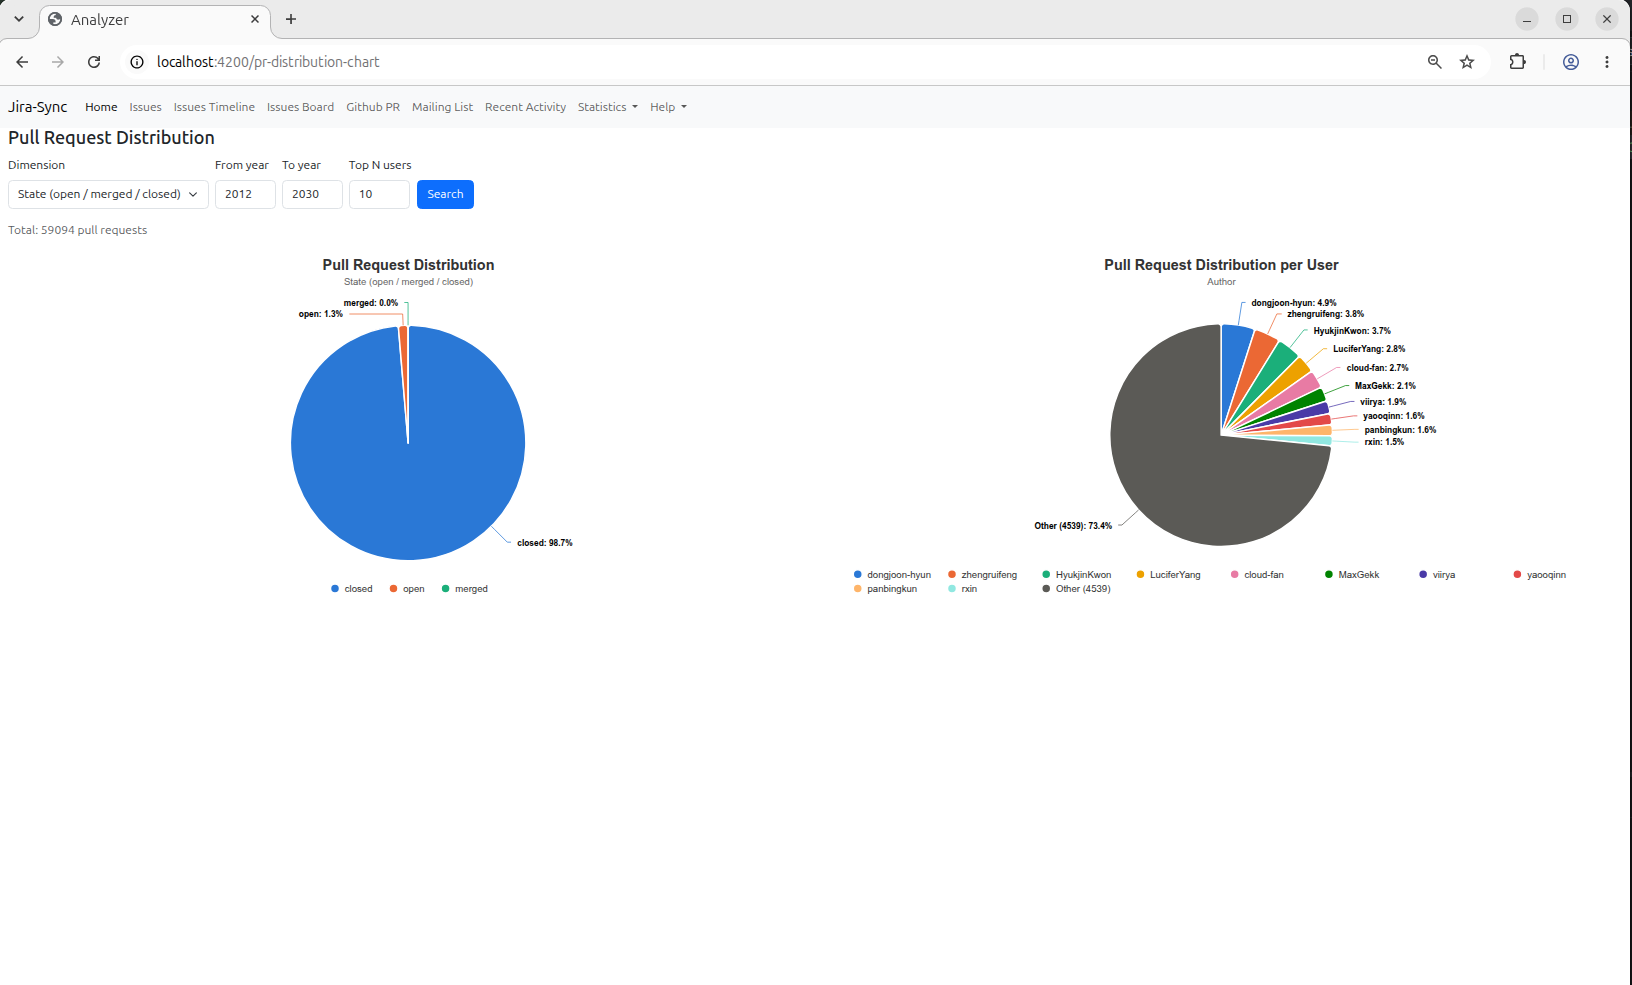 Analyzer
localhost:4200/pr-distribution-chart
Jira-Sync Home Issues Issues Timeline Issues Board Github PR Mailing List Recent Activity Statistics Help
Pull Request Distribution
Dimension From year To year Top N users
State (open / merged / closed) 2012 2030 10 Search
Total: 59094 pull requests
Pull Request Distribution
State (open / merged / closed)
merged: 0.0%
open: 1.3%
closed: 98.7%
closed open merged
Pull Request Distribution per User
Author
dongjoon-hyun: 4.9%
zhengruifeng: 3.8%
HyukjinKwon: 3.7%
LuciferYang: 2.8%
cloud-fan: 2.7%
MaxGekk: 2.1%
viirya: 1.9%
yaooqinn: 1.6%
panbingkun: 1.6%
rxin: 1.5%
Other (4539): 73.4%
dongjoon-hyun zhengruifeng HyukjinKwon LuciferYang cloud-fan MaxGekk viirya yaooqinn
panbingkun rxin Other (4539)